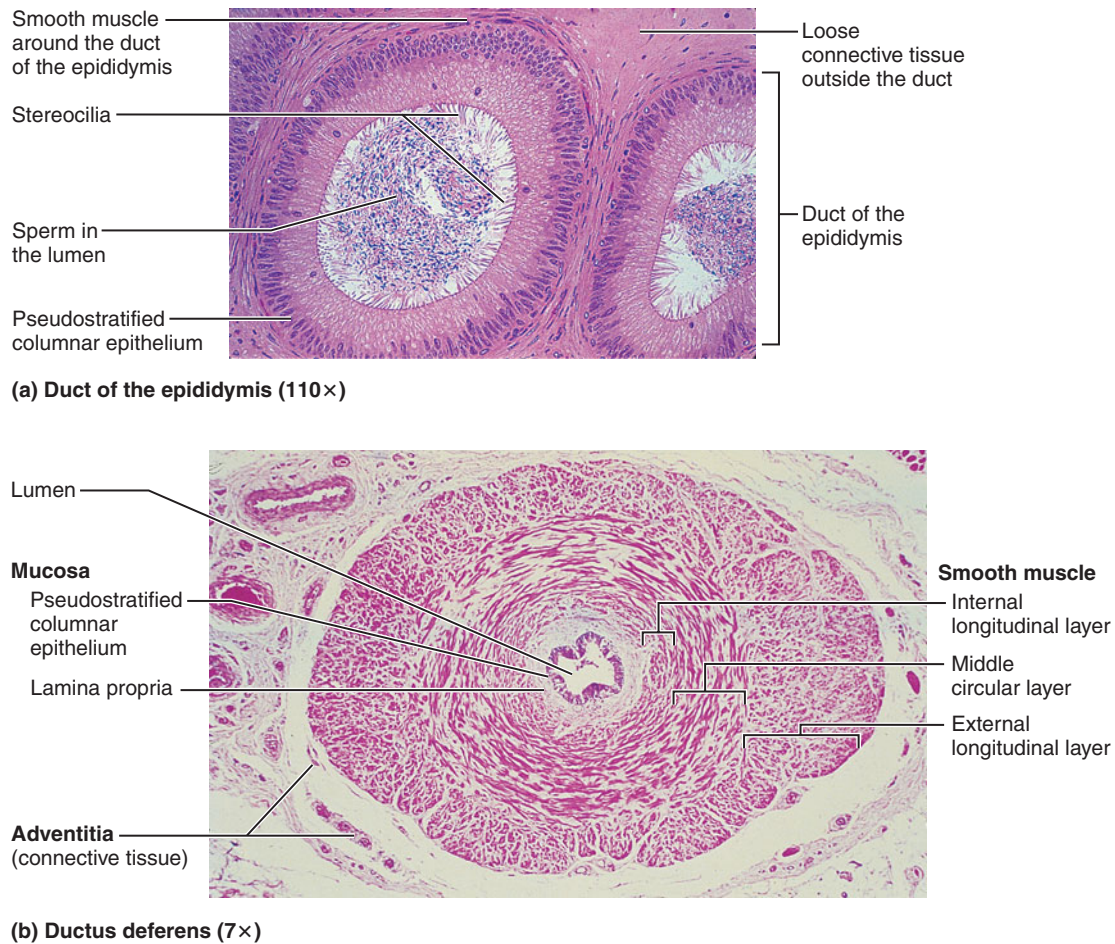 Smooth muscle
around the duct
of the epididymis
Stereocilia
Sperm in
the lumen
Pseudostratified
columnar epithelium
Loose
connective tissue
outside the duct
Duct of the
epididymis
(a) Duct of the epididymis (110×)
Lumen
Mucosa
Pseudostratified
columnar
epithelium
Lamina propria
Adventitia
(connective tissue)
Smooth muscle
Internal
longitudinal layer
Middle
circular layer
External
longitudinal layer
(b) Ductus deferens (7×)